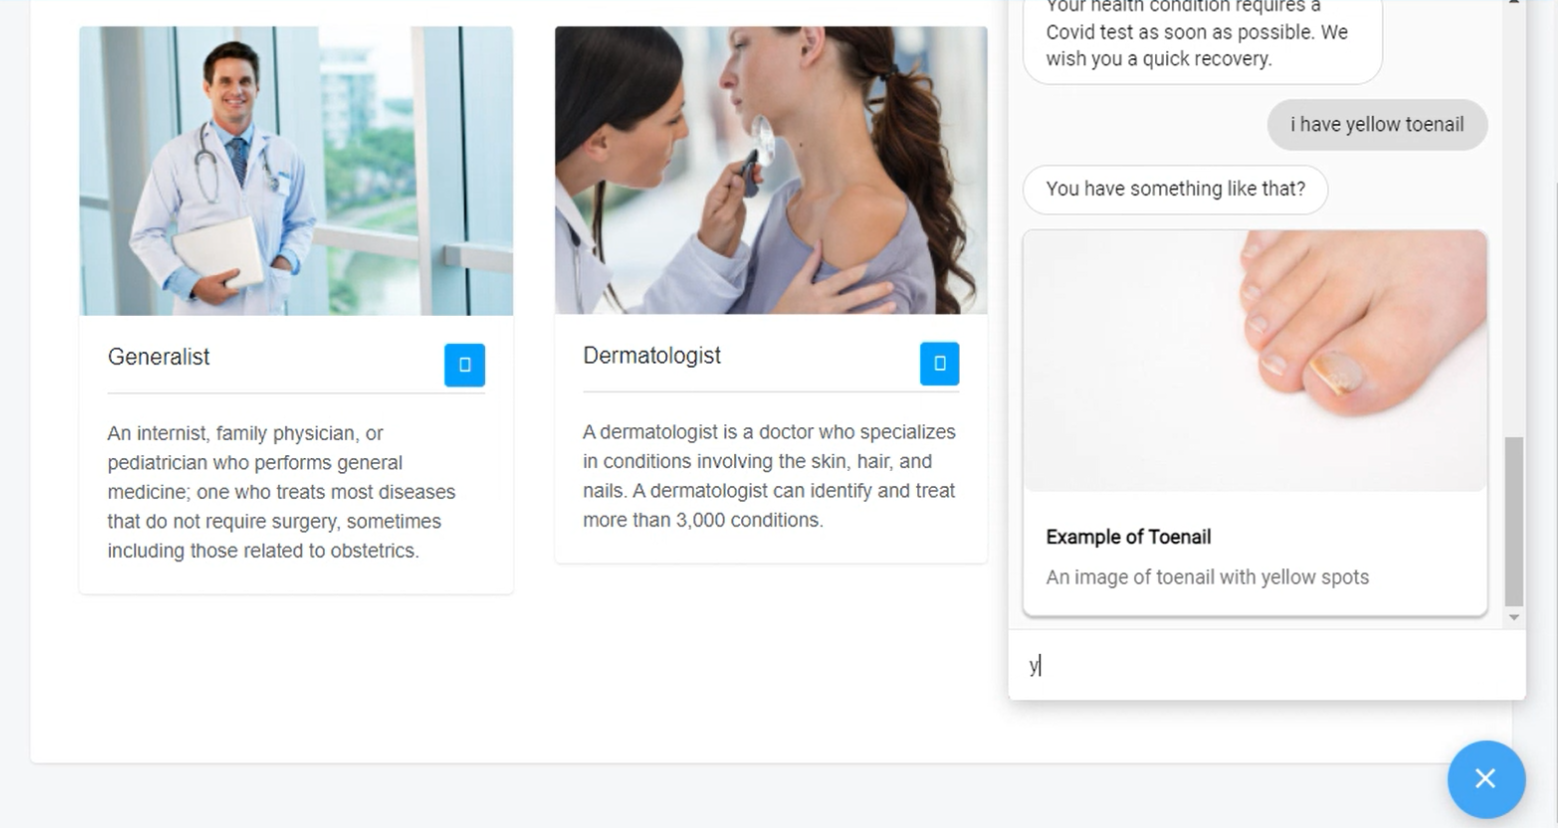 Generalist
An internist, family physician, or
pediatrician who performs general
medicine; one who treats most diseases
that do not require surgery, sometimes
including those related to obstetrics.
Dermatologist
A dermatologist is a doctor who specializes
in conditions involving the skin, hair, and
nails. A dermatologist can identify and treat
more than 3,000 conditions.
Your health condition requires a
Covid test as soon as possible. We
wish you a quick recovery.
i have yellow toenail
You have something like that?
Example of Toenail
An image of toenail with yellow spots
y